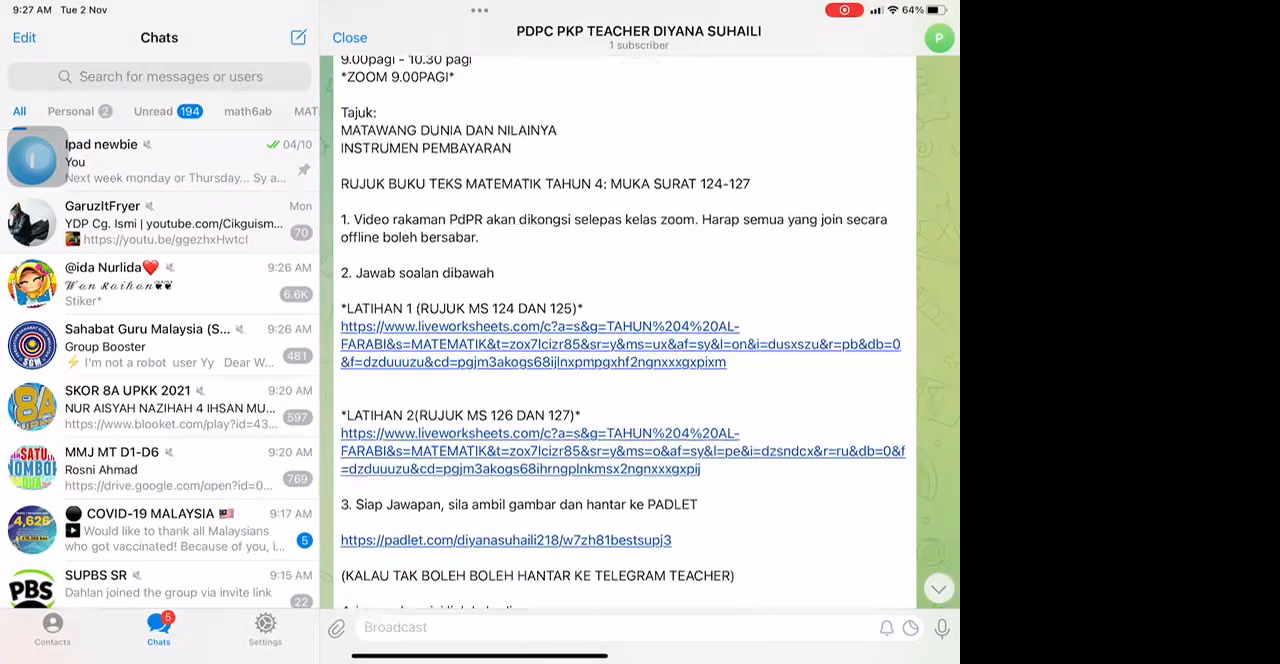 9:27 AM Tue 2 Nov
64%
Edit
Chats
Search for messages or users
All Personal 2 Unread 194 math6ab MAT
Ipad newbie 04/10
You
Next week monday or Thursday... Sy a...
GaruzItFryer Mon
YDP Cg. Ismi | youtube.com/Cikguism...
https://youtu.be/ggezhxHwtcI 70
@ida Nurlida❤️ 9:26 AM
𝓦𝓪𝓷 𝓡𝓪𝓲𝓱𝓪𝓷
Stiker* 6.6K
Sahabat Guru Malaysia (S... 9:26 AM
Group Booster
⚡ I'm not a robot user Yy Dear W... 481
SKOR 8A UPKK 2021 9:20 AM
NUR AISYAH NAZIHAH 4 IHSAN MU...
https://www.blooket.com/play?id=43... 597
MMJ MT D1-D6 9:20 AM
Rosni Ahmad
https://drive.google.com/open?id=0... 769
COVID-19 MALAYSIA 🇲🇾 9:17 AM
Would like to thank all Malaysians
who got vaccinated! Because of you, I... 5
SUPBS SR 9:15 AM
Dahlan joined the group via invite link
22
PBS
Contacts
Chats 6
Settings
Close
PDPC PKP TEACHER DIYANA SUHAILI
1 subscriber
P
9.00pagi - 10.30 pagi
*ZOOM 9.00PAGI*
Tajuk:
MATAWANG DUNIA DAN NILAINYA
INSTRUMEN PEMBAYARAN
RUJUK BUKU TEKS MATEMATIK TAHUN 4: MUKA SURAT 124-127
1. Video rakaman PdPR akan dikongsi selepas kelas zoom. Harap semua yang join secara
offline boleh bersabar.
2. Jawab soalan dibawah
*LATIHAN 1 (RUJUK MS 124 DAN 125)*
https://www.liveworksheets.com/c?a=s&g=TAHUN%204%20AL-
FARABI&s=MATEMATIK&t=zox7lcizr85&sr=y&ms=ux&af=sy&l=on&i=dusxszu&r=pb&db=0
&f=dzduuuzu&cd=pgjm3akogs68ijlnxpmpgxhf2ngnxxxgxpixm
*LATIHAN 2(RUJUK MS 126 DAN 127)*
https://www.liveworksheets.com/c?a=s&g=TAHUN%204%20AL-
FARABI&s=MATEMATIK&t=zox7lcizr85&sr=y&ms=o&af=sy&l=pe&i=dzsndcx&r=ru&db=0&f
=dzduuuzu&cd=pgjm3akogs68ihrngplnkmsx2ngnxxxgxpij
3. Siap Jawapan, sila ambil gambar dan hantar ke PADLET
https://padlet.com/diyanasuhaili218/w7zh81bestsupj3
(KALAU TAK BOLEH BOLEH HANTAR KE TELEGRAM TEACHER)
Broadcast